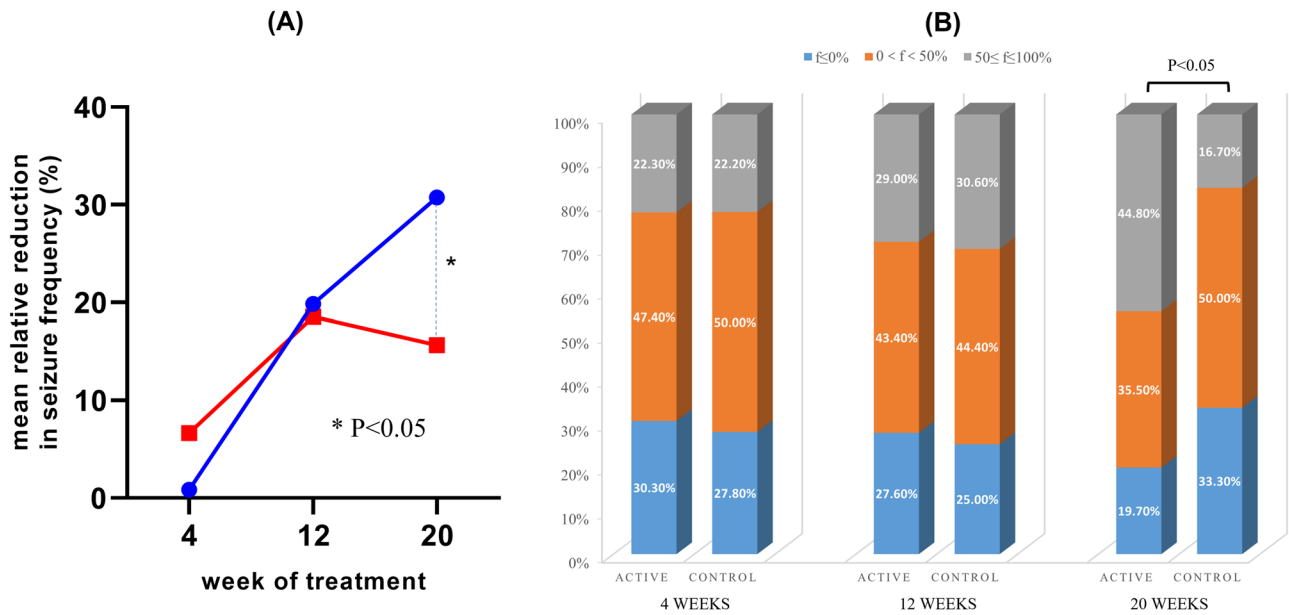 (A)
mean relative reduction
in seizure frequency (%)
40
30
20
10
0
*
* P<0.05
4 12 20
week of treatment
(B)
f≤0% 0 < f < 50% 50≤ f≤100%
P<0.05
100%
90%
80%
70%
60%
50%
40%
30%
20%
10%
0%
22.30% 22.20% 29.00% 30.60% 44.80% 16.70%
47.40% 50.00% 43.40% 44.40% 35.50% 50.00%
30.30% 27.80% 27.60% 25.00% 19.70% 33.30%
ACTIVE CONTROL ACTIVE CONTROL ACTIVE CONTROL
4 WEEKS 12 WEEKS 20 WEEKS